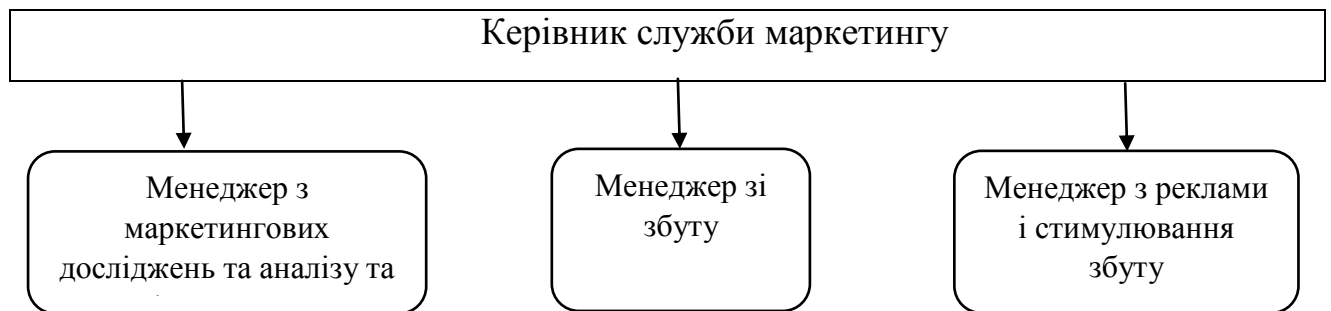 Керівник служби маркетингу
Менеджер з
маркетингових
досліджень та аналізу та
Менеджер зі
збуту
Менеджер з реклами
і стимулювання
збуту